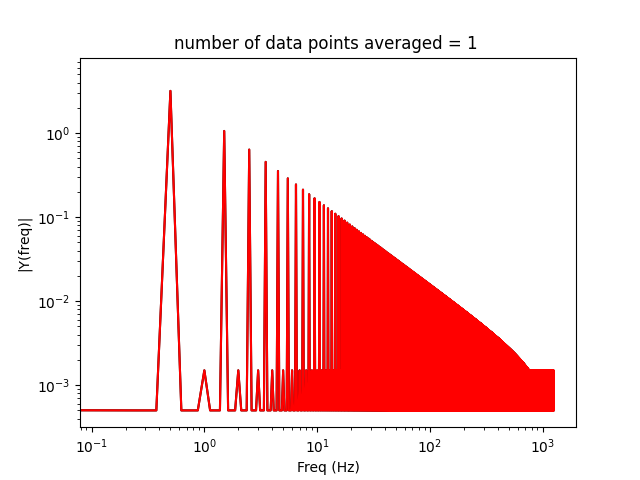 number of data points averaged = 1
|Y(freq)|
10⁰
10⁻¹
10⁻²
10⁻³
10⁻¹ 10⁰ 10¹ 10² 10³
Freq (Hz)